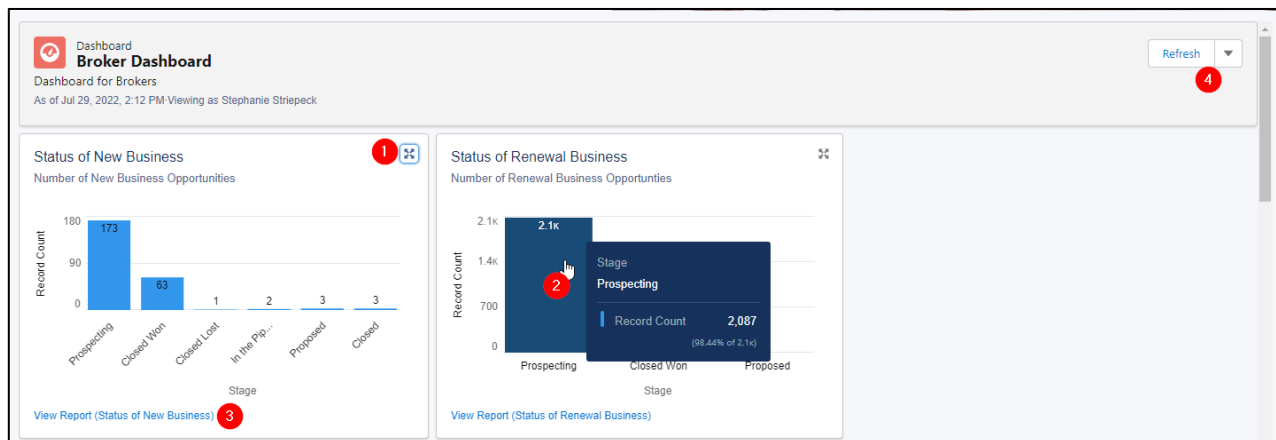 Dashboard
Broker Dashboard
Dashboard for Brokers
As of Jul 29, 2022, 2:12 PM·Viewing as Stephanie Striepeck
Refresh
4
Status of New Business
1
Number of New Business Opportunities
Record Count
180
90
0
173
63
1
2
3
3
Prospecting
Closed Won
Closed Lost
In the Pip...
Proposed
Closed
Stage
View Report (Status of New Business)
3
Status of Renewal Business
Number of Renewal Business Opportunties
Record Count
2.1K
1.4K
700
0
2.1K
2
Stage
Prospecting
Record Count 2,087
(98.44% of 2.1K)
Prospecting
Closed Won
Proposed
Stage
View Report (Status of Renewal Business)